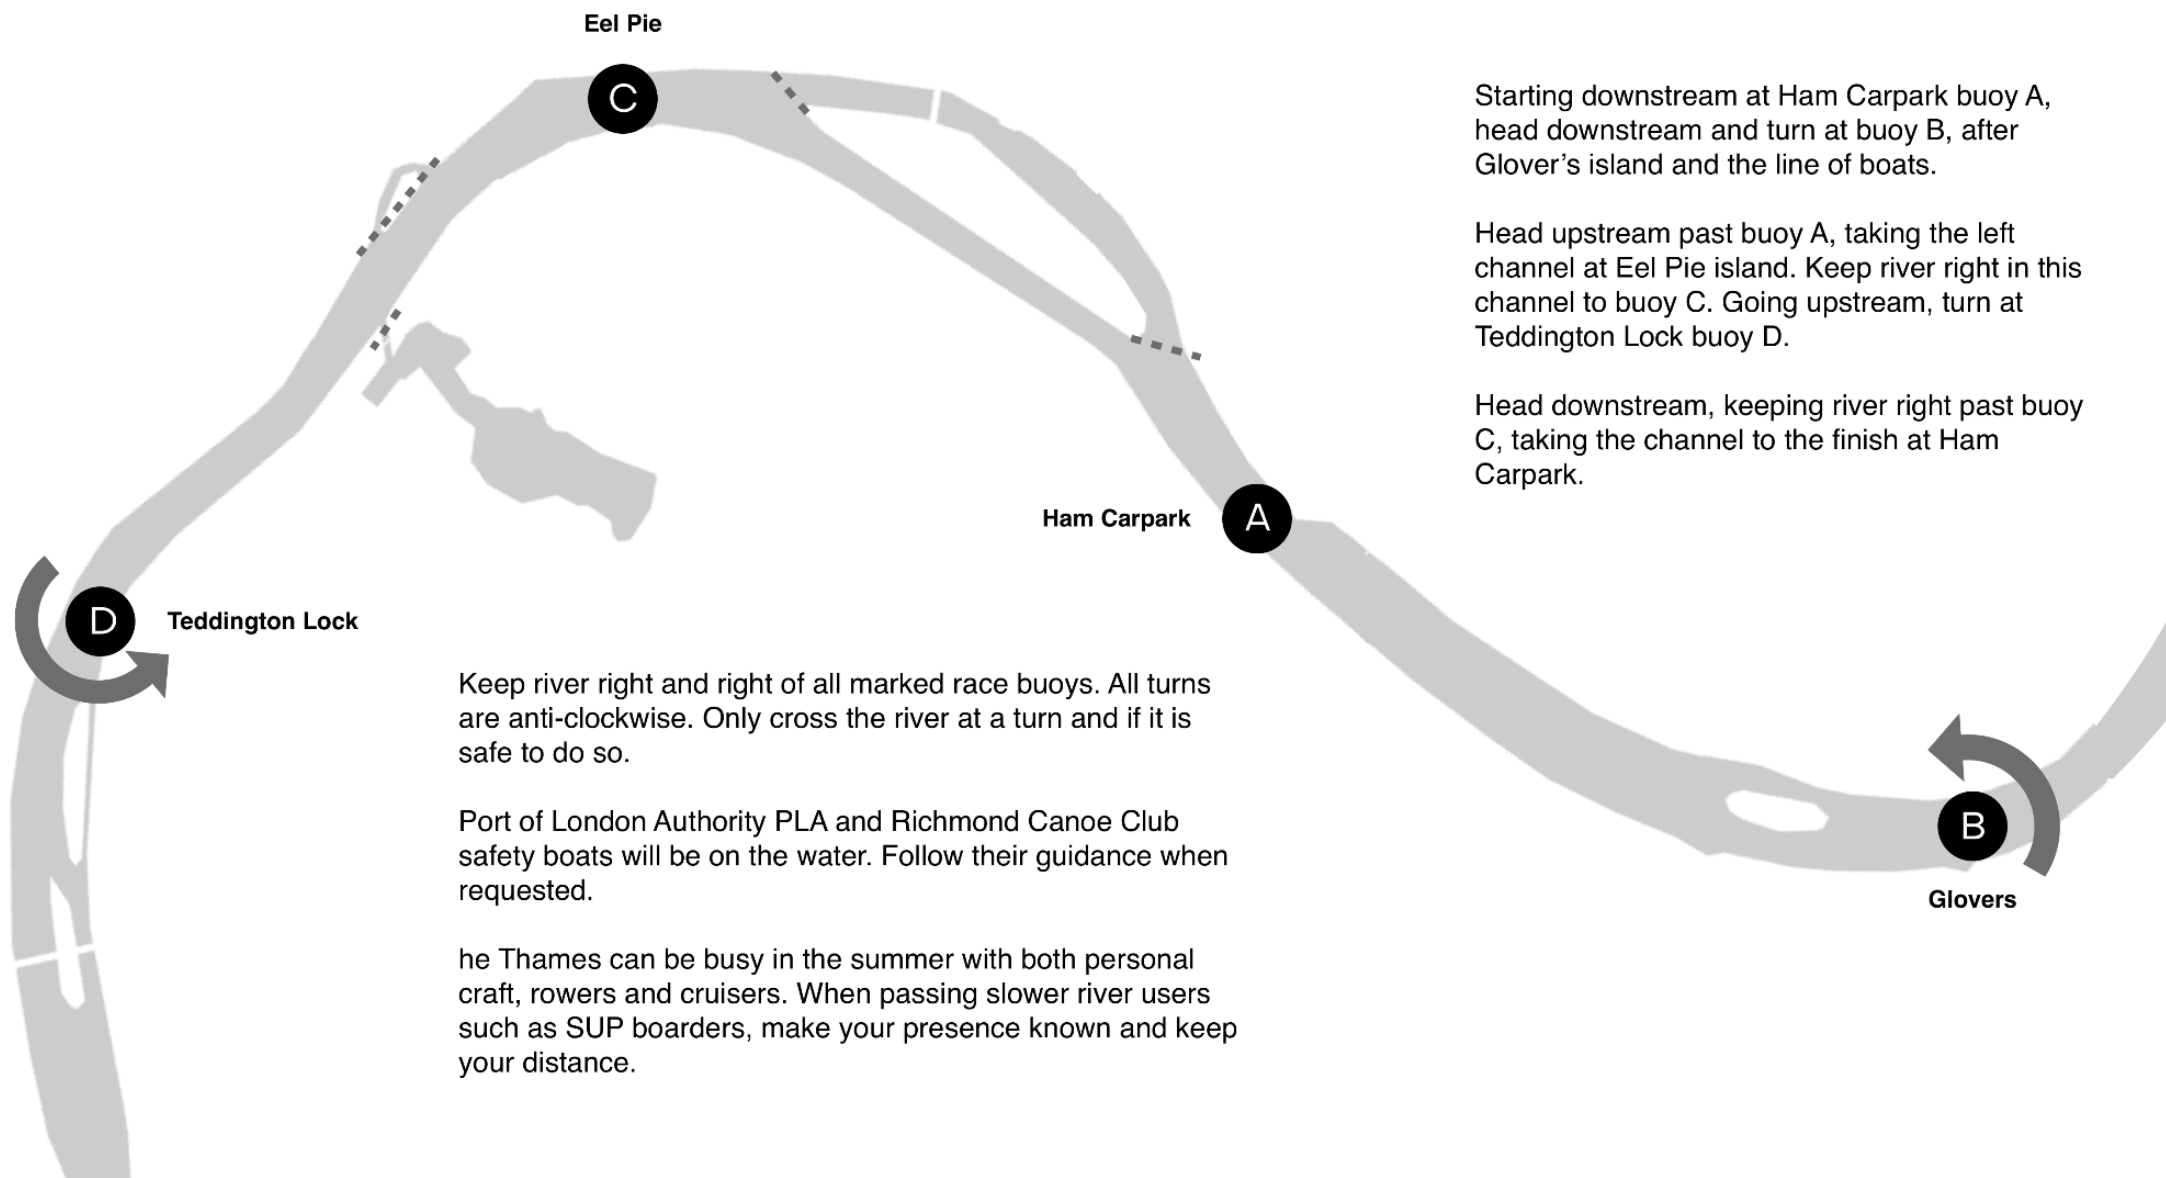 Eel Pie
C
Starting downstream at Ham Carpark buoy A,
head downstream and turn at buoy B, after
Glover's island and the line of boats.
Head upstream past buoy A, taking the left
channel at Eel Pie island. Keep river right in this
channel to buoy C. Going upstream, turn at
Teddington Lock buoy D.
Head downstream, keeping river right past buoy
C, taking the channel to the finish at Ham
Carpark.
Ham Carpark
A
D
Teddington Lock
Keep river right and right of all marked race buoys. All turns
are anti-clockwise. Only cross the river at a turn and if it is
safe to do so.
Port of London Authority PLA and Richmond Canoe Club
safety boats will be on the water. Follow their guidance when
requested.
he Thames can be busy in the summer with both personal
craft, rowers and cruisers. When passing slower river users
such as SUP boarders, make your presence known and keep
your distance.
B
Glovers